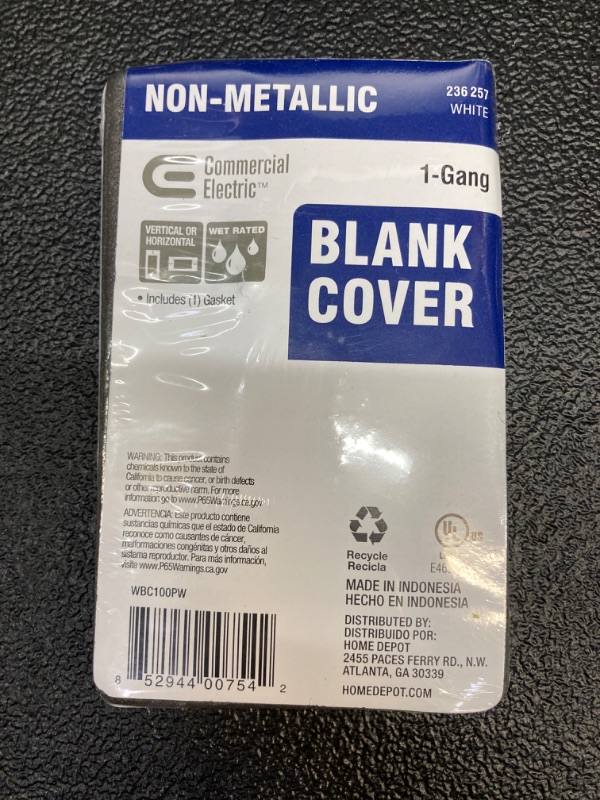 NON-METALLIC
236 257
WHITE
Commercial
Electric™
1-Gang
VERTICAL OR
HORIZONTAL
WET RATED
BLANK
COVER
• Includes (1) Gasket
WARNING: This product contains
chemicals known to the state of
California to cause cancer, or birth defects
or other reproductive harm. For more
information go to www.P65Warnings.ca.gov
ADVERTENCIA: Este producto contiene
sustancias químicas que el estado de California
reconoce como causantes de cáncer,
malformaciones congénitas y otros daños al
sistema reproductor. Para más información,
visite www.P65Warnings.ca.gov
WBC100PW
8 52944 00754 2
Recycle
Recicla
UL us
MADE IN INDONESIA
HECHO EN INDONESIA
DISTRIBUTED BY:
DISTRIBUIDO POR:
HOME DEPOT
2455 PACES FERRY RD., N.W.
ATLANTA, GA 30339
HOMEDEPOT.COM